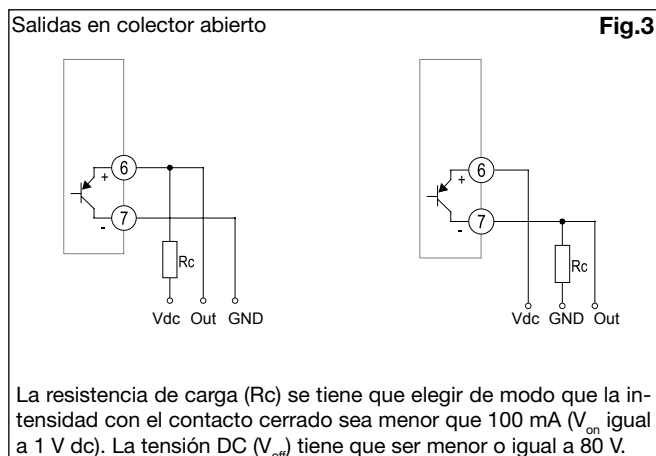 Salidas en colector abierto
Fig.3
6
+
7
-
Rc
Vdc Out GND
6
+
7
-
Rc
Vdc GND Out
La resistencia de carga (Rc) se tiene que elegir de modo que la in-
tensidad con el contacto cerrado sea menor que 100 mA (Von igual
a 1 V dc). La tensión DC (Voff) tiene que ser menor o igual a 80 V.